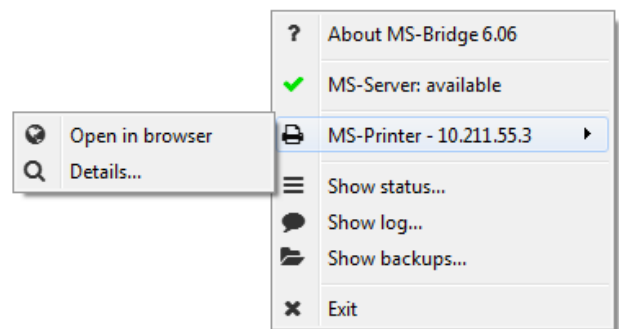 About MS-Bridge 6.06
MS-Server: available
MS-Printer - 10.211.55.3
Open in browser
Details...
Show status...
Show log...
Show backups...
Exit